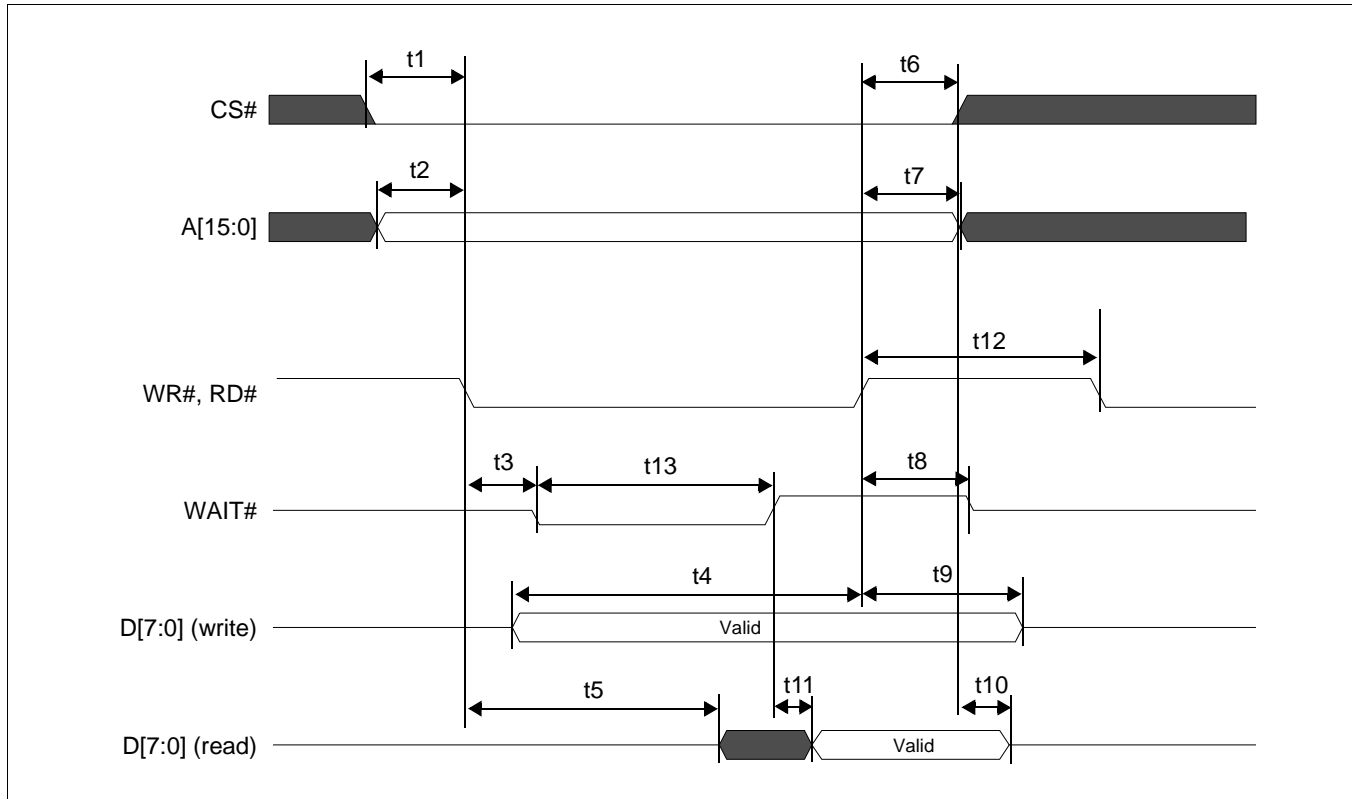 t1
t6
CS#
t2
t7
A[15:0]
t12
WR#, RD#
t3
t13
t8
WAIT#
t4
t9
D[7:0] (write)
Valid
t5
t11
t10
D[7:0] (read)
Valid